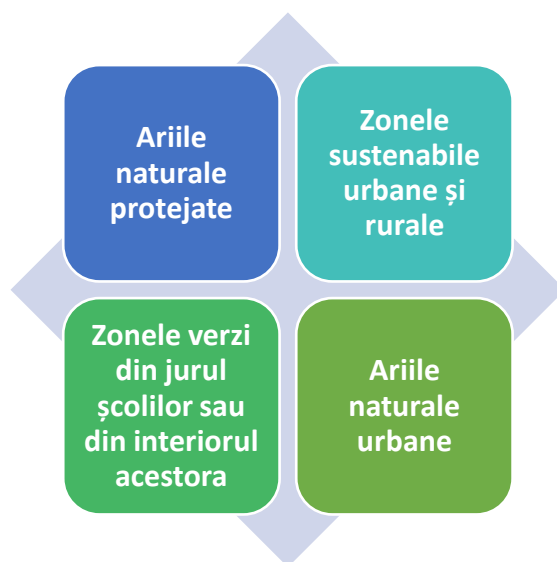 Ariile
naturale
protejate
Zonele
sustenabile
urbane și
rurale
Zonele verzi
din jurul
școlilor sau
din interiorul
acestora
Ariile
naturale
urbane